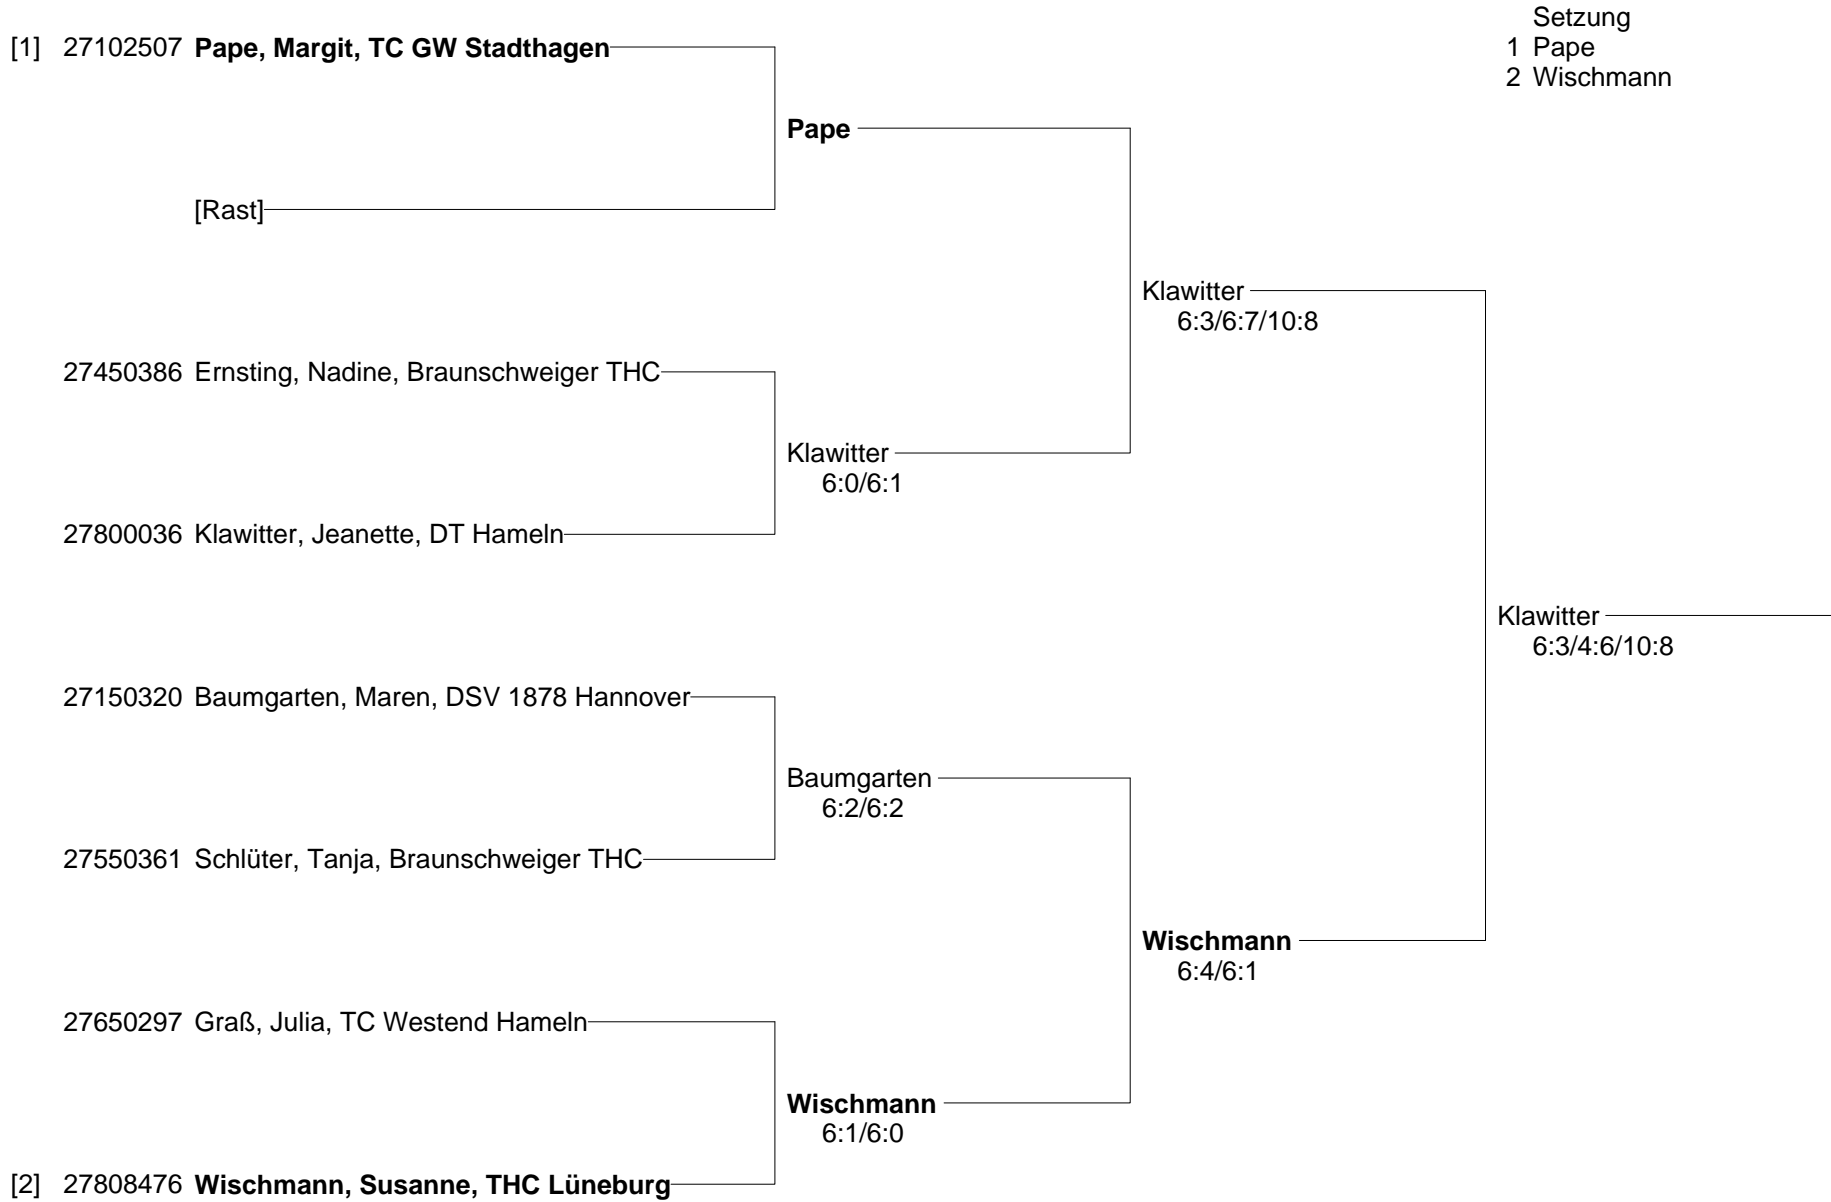 Setzung
1 Pape
2 Wischmann
[1] 27102507 Pape, Margit, TC GW Stadthagen
Pape
[Rast]
Klawitter
6:3/6:7/10:8
27450386 Ernsting, Nadine, Braunschweiger THC
Klawitter
6:0/6:1
27800036 Klawitter, Jeanette, DT Hameln
Klawitter
6:3/4:6/10:8
27150320 Baumgarten, Maren, DSV 1878 Hannover
Baumgarten
6:2/6:2
27550361 Schlüter, Tanja, Braunschweiger THC
Wischmann
6:4/6:1
27650297 Graß, Julia, TC Westend Hameln
Wischmann
6:1/6:0
[2] 27808476 Wischmann, Susanne, THC Lüneburg